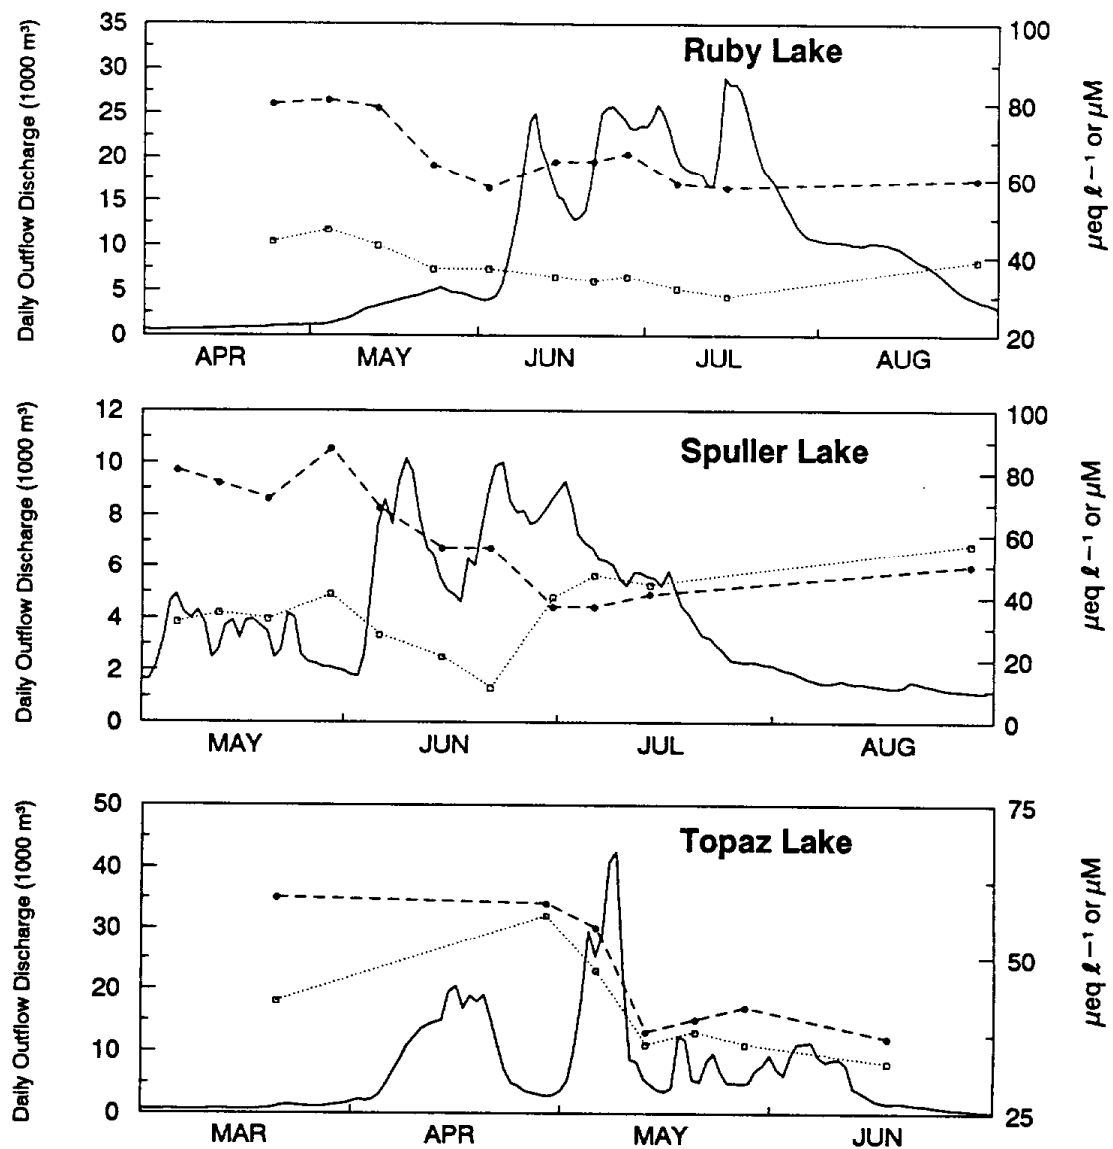 Ruby Lake
Daily Outflow Discharge (1000 m³)
35
30
25
20
15
10
5
0
100
80
60
40
20
µeq ℓ−¹ or µM
APR MAY JUN JUL AUG
Spuller Lake
Daily Outflow Discharge (1000 m³)
12
10
8
6
4
2
0
100
80
60
40
20
0
µeq ℓ−¹ or µM
MAY JUN JUL AUG
Topaz Lake
Daily Outflow Discharge (1000 m³)
50
40
30
20
10
0
75
50
25
µeq ℓ−¹ or µM
MAR APR MAY JUN